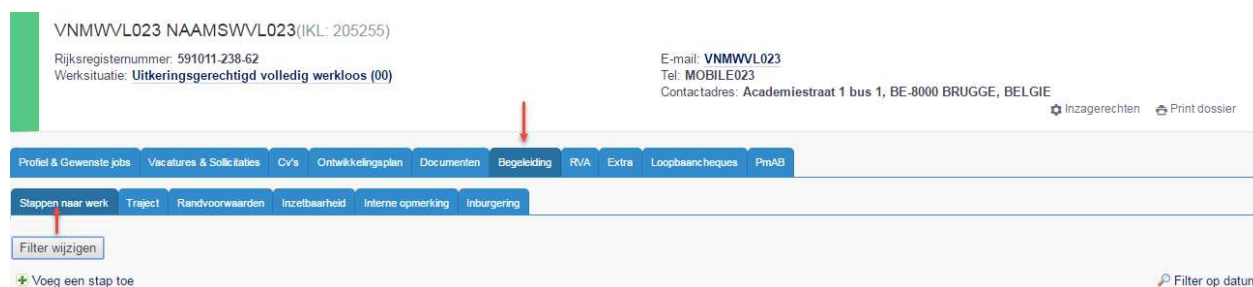 VNMWVL023 NAAMSWVL023(IKL: 205255)
Rijksregisternummer: 591011-238-62
Werksituatie: Uitkeringsgerechtigd volledig werkloos (00)
E-mail: VNMWVL023
Tel: MOBILE023
Contactadres: Academiestraat 1 bus 1, BE-8000 BRUGGE, BELGIE
Inzagerechten Print dossier
Profiel & Gewenste jobs Vacatures & Sollicitaties Cv's Ontwikkelingsplan Documenten Begeleiding RVA Extra Loopbaancheques PmAB
Stappen naar werk Traject Randvoorwaarden Inzetbaarheid Interne opmerking Inburgering
Filter wijzigen
Voeg een stap toe Filter op datum